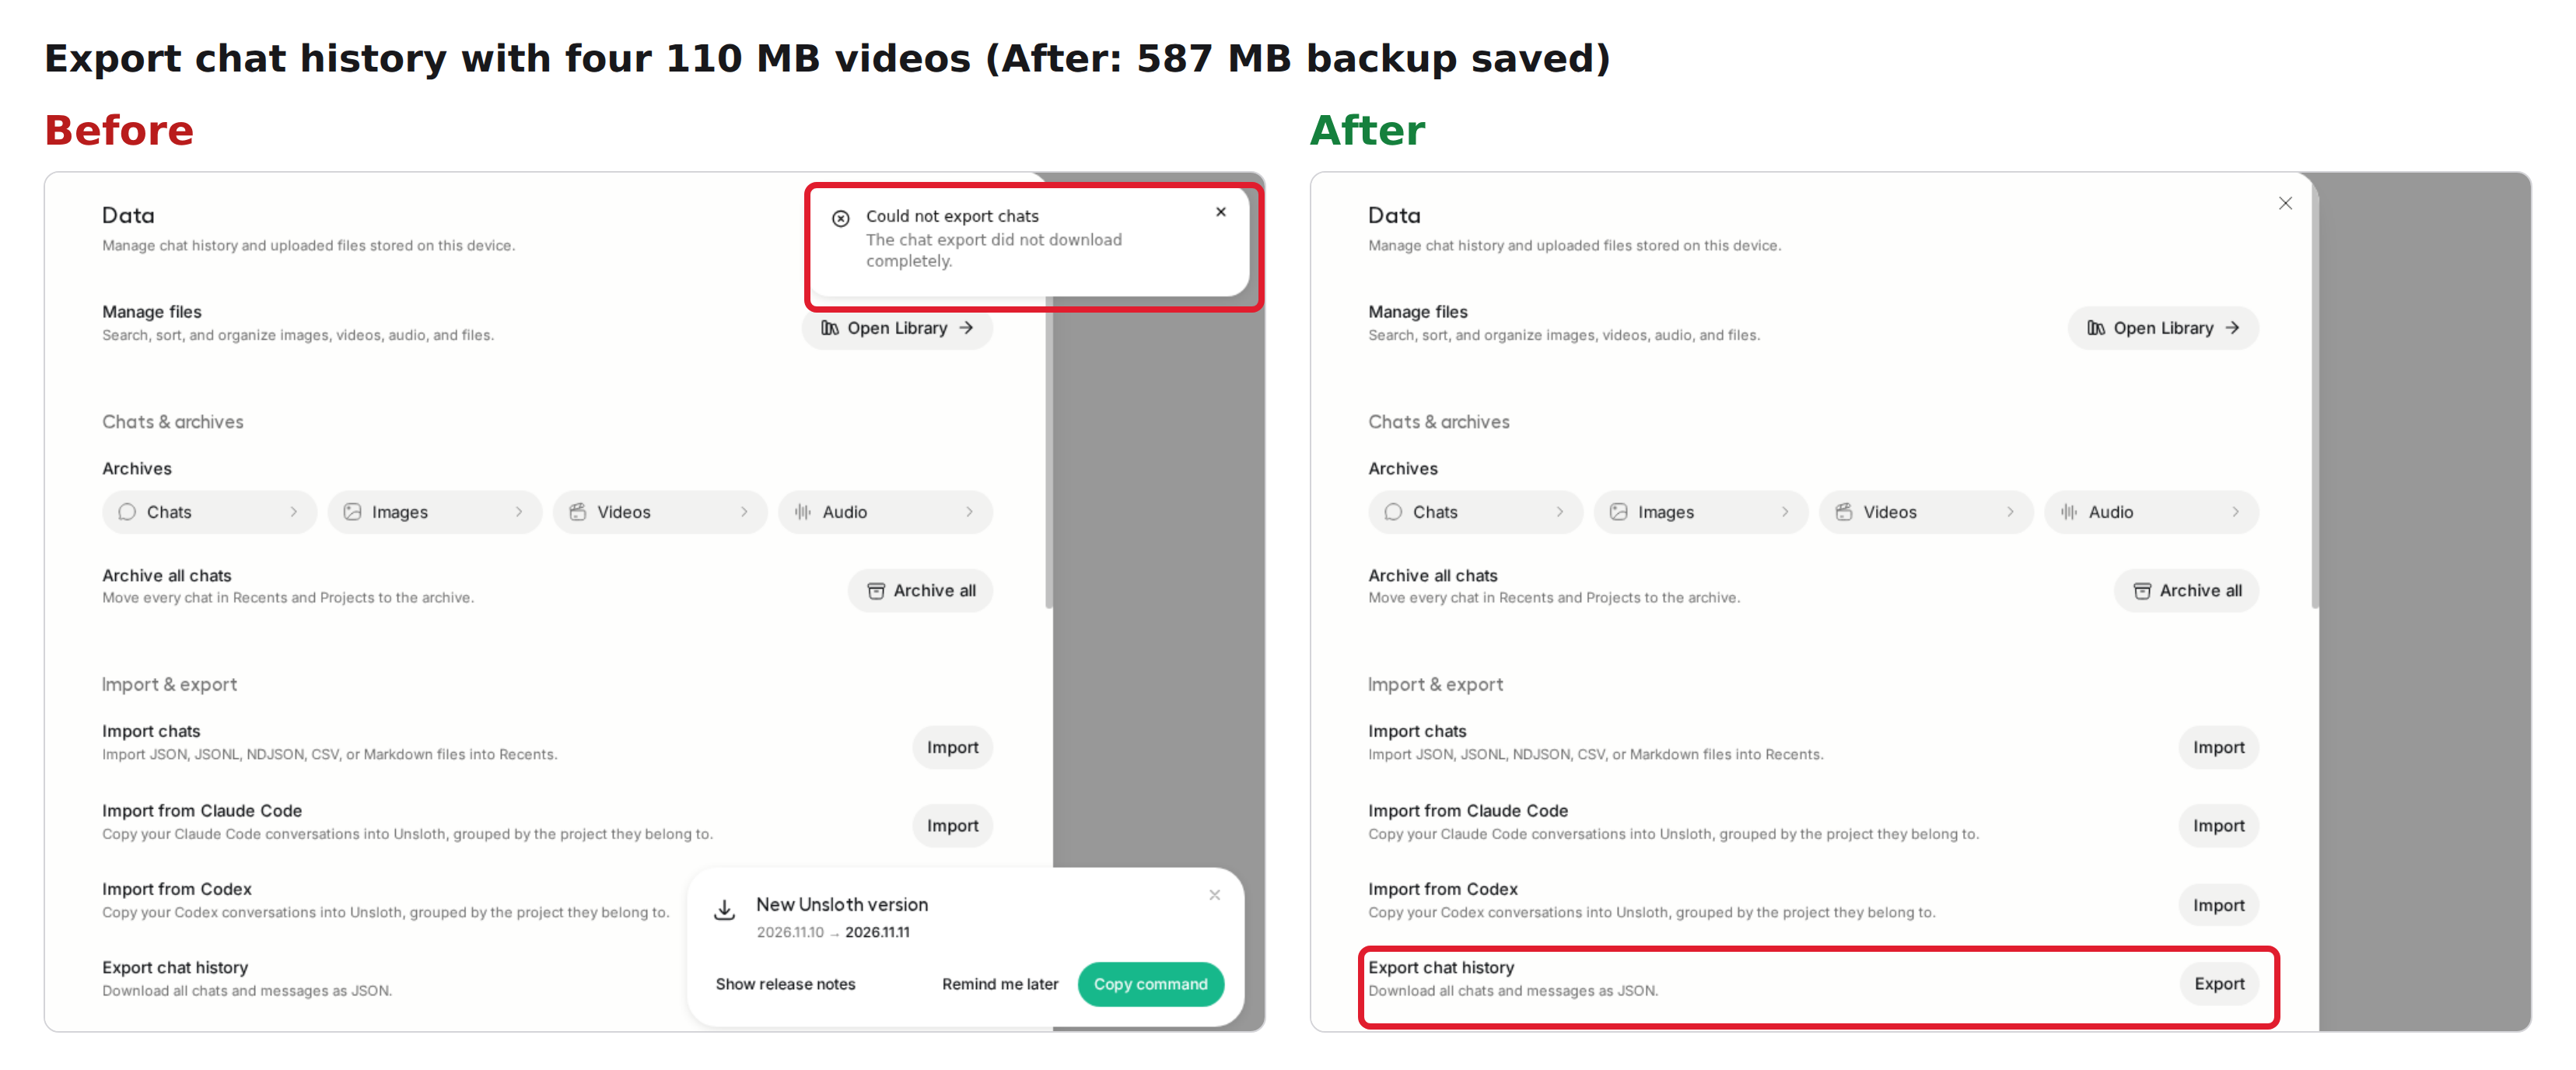 Export chat history with four 110 MB videos (After: 587 MB backup saved)
Before
Data
Manage chat history and uploaded files stored on this device.
Could not export chats
The chat export did not download
completely.
Manage files
Search, sort, and organize images, videos, audio, and files.
Open Library
Chats & archives
Archives
Chats
Images
Videos
Audio
Archive all chats
Move every chat in Recents and Projects to the archive.
Archive all
Import & export
Import chats
Import JSON, JSONL, NDJSON, CSV, or Markdown files into Recents.
Import
Import from Claude Code
Copy your Claude Code conversations into Unsloth, grouped by the project they belong to.
Import
Import from Codex
Copy your Codex conversations into Unsloth, grouped by the project they belong to.
Export chat history
Download all chats and messages as JSON.
New Unsloth version
2026.11.10 → 2026.11.11
Show release notes
Remind me later
Copy command
After
Data
Manage chat history and uploaded files stored on this device.
Manage files
Search, sort, and organize images, videos, audio, and files.
Open Library
Chats & archives
Archives
Chats
Images
Videos
Audio
Archive all chats
Move every chat in Recents and Projects to the archive.
Archive all
Import & export
Import chats
Import JSON, JSONL, NDJSON, CSV, or Markdown files into Recents.
Import
Import from Claude Code
Copy your Claude Code conversations into Unsloth, grouped by the project they belong to.
Import
Import from Codex
Copy your Codex conversations into Unsloth, grouped by the project they belong to.
Import
Export chat history
Download all chats and messages as JSON.
Export